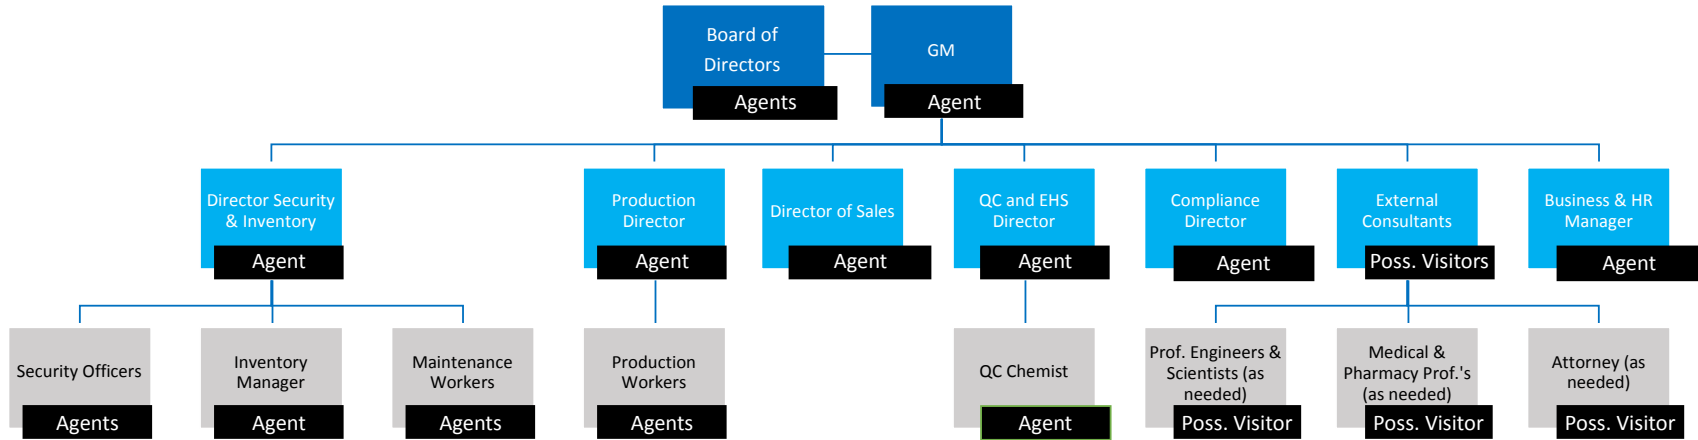 Board of
Directors
Agents
GM
Agent
Director Security
& Inventory
Agent
Production
Director
Agent
Director of Sales
Agent
QC and EHS
Director
Agent
Compliance
Director
Agent
External
Consultants
Poss. Visitors
Business & HR
Manager
Agent
Security Officers
Agents
Inventory
Manager
Agent
Maintenance
Workers
Agents
Production
Workers
Agents
QC Chemist
Agent
Prof. Engineers &
Scientists (as
needed)
Poss. Visitor
Medical &
Pharmacy Prof.'s
(as needed)
Poss. Visitor
Attorney (as
needed)
Poss. Visitor